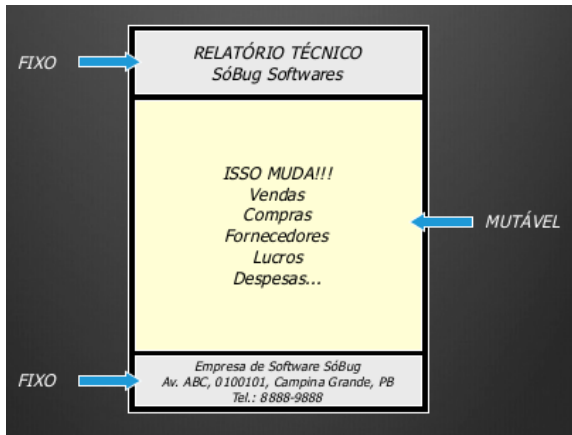 RELATÓRIO TÉCNICO
SóBug Softwares
FIXO
ISSO MUDA!!!
Vendas
Compras
Fornecedores
Lucros
Despesas...
MUTÁVEL
Empresa de Software SóBug
Av. ABC, 0100101, Campina Grande, PB
Tel.: 8888-9888
FIXO